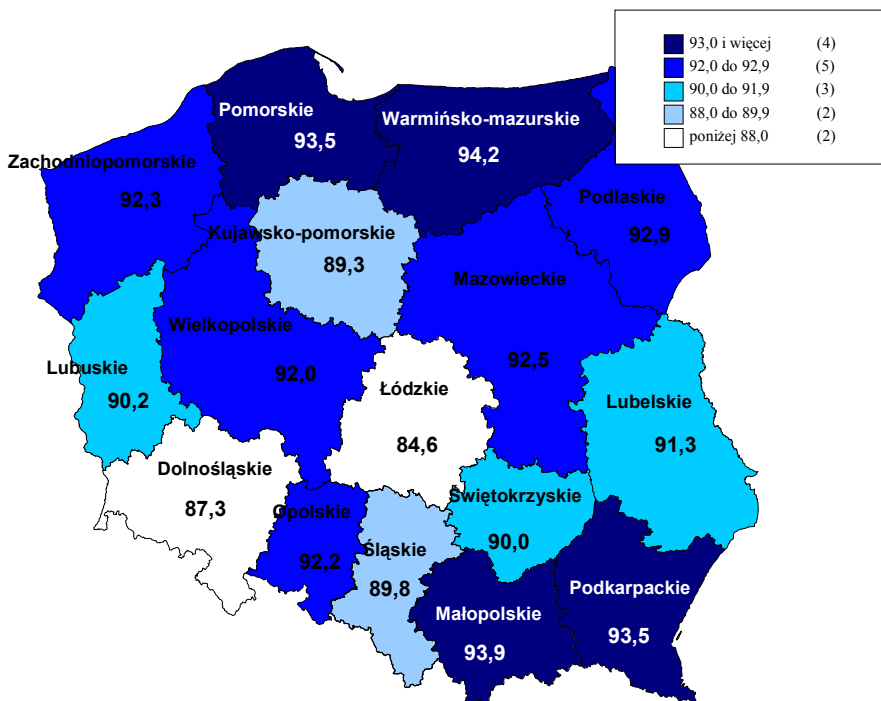 93,0 i więcej (4)
92,0 do 92,9 (5)
90,0 do 91,9 (3)
88,0 do 89,9 (2)
poniżej 88,0 (2)
Pomorskie
93,5
Warmińsko-mazurskie
94,2
Zachodniopomorskie
92,3
Podlaskie
92,9
Kujawsko-pomorskie
89,3
Mazowieckie
92,5
Wielkopolskie
92,0
Lubuskie
90,2
Łódzkie
84,6
Lubelskie
91,3
Dolnośląskie
87,3
Opolskie
92,2
Śląskie
89,8
Świętokrzyskie
90,0
Małopolskie
93,9
Podkarpackie
93,5